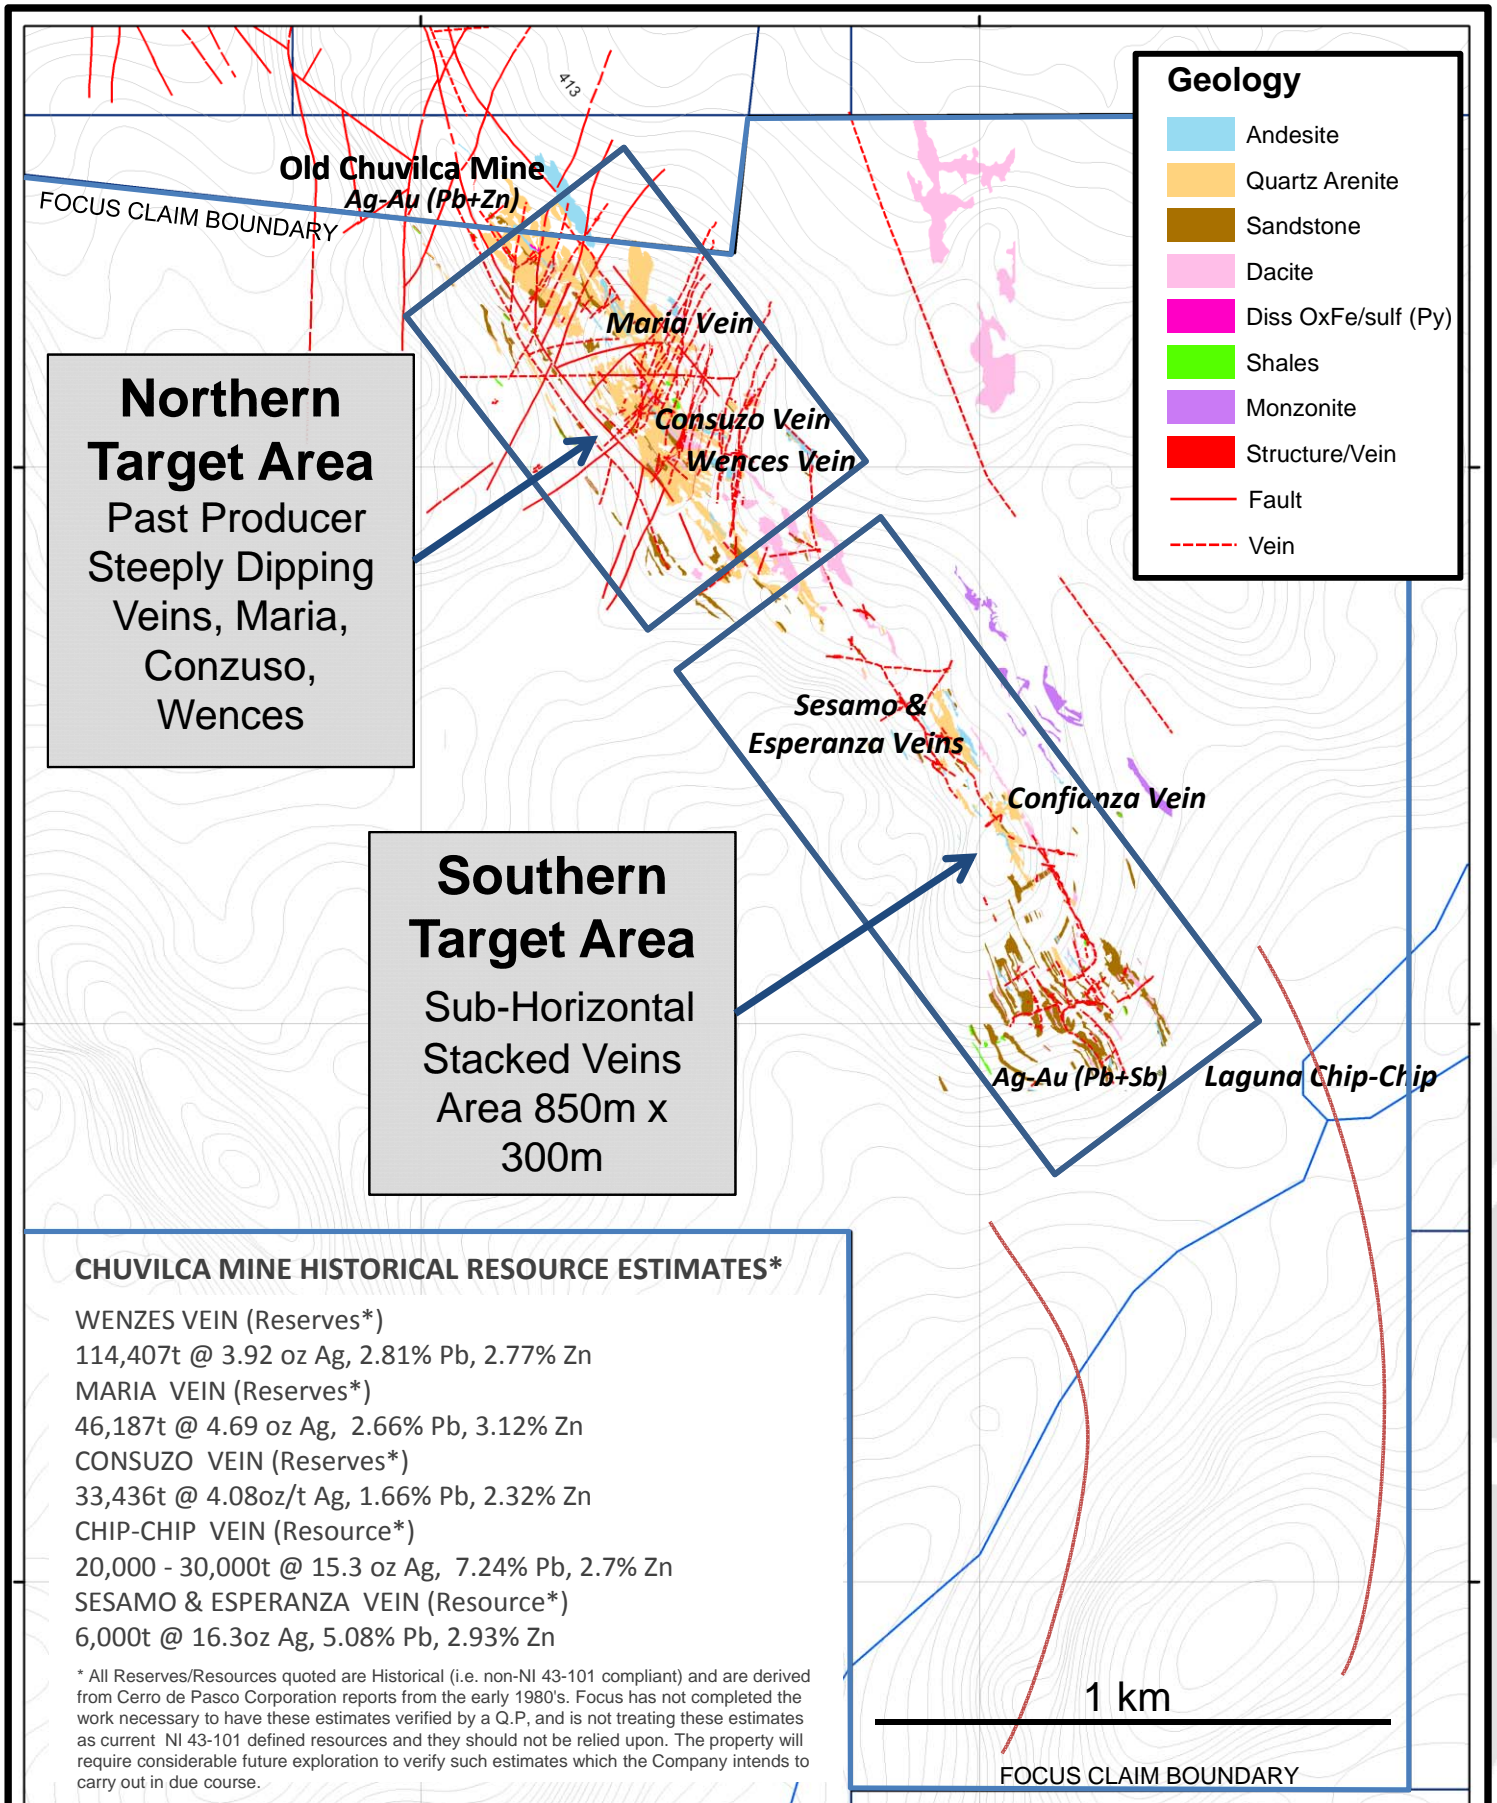 413
Old Chuvilca Mine
Ag-Au (Pb+Zn)
FOCUS CLAIM BOUNDARY
Geology
Andesite
Quartz Arenite
Sandstone
Dacite
Diss OxFe/sulf (Py)
Shales
Monzonite
Structure/Vein
Fault
Vein
Maria Vein
Consuzo Vein
Wences Vein
Northern
Target Area
Past Producer
Steeply Dipping
Veins, Maria,
Conzuso,
Wences
Sesamo &
Esperanza Veins
Confianza Vein
Southern
Target Area
Sub-Horizontal
Stacked Veins
Area 850m x
300m
Ag-Au (Pb+Sb)
Laguna Chip-Chip
CHUVILCA MINE HISTORICAL RESOURCE ESTIMATES*
WENZES VEIN (Reserves*)
114,407t @ 3.92 oz Ag, 2.81% Pb, 2.77% Zn
MARIA VEIN (Reserves*)
46,187t @ 4.69 oz Ag, 2.66% Pb, 3.12% Zn
CONSUZO VEIN (Reserves*)
33,436t @ 4.08oz/t Ag, 1.66% Pb, 2.32% Zn
CHIP-CHIP VEIN (Resource*)
20,000 - 30,000t @ 15.3 oz Ag, 7.24% Pb, 2.7% Zn
SESAMO & ESPERANZA VEIN (Resource*)
6,000t @ 16.3oz Ag, 5.08% Pb, 2.93% Zn
* All Reserves/Resources quoted are Historical (i.e. non-NI 43-101 compliant) and are derived
from Cerro de Pasco Corporation reports from the early 1980's. Focus has not completed the
work necessary to have these estimates verified by a Q.P, and is not treating these estimates
as current NI 43-101 defined resources and they should not be relied upon. The property will
require considerable future exploration to verify such estimates which the Company intends to
carry out in due course.
1 km
FOCUS CLAIM BOUNDARY